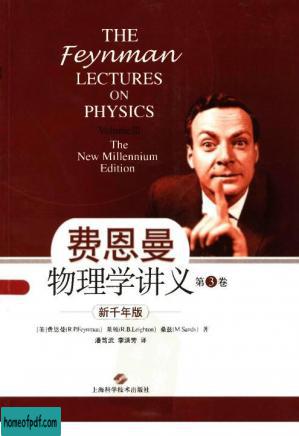 THE
Feynman
LECTURES
ON
PHYSICS
Volume III
The
New Millennium
Edition
费恩曼
物理学讲义 第3卷
新千年版
[美]费恩曼(R.P.Feynman) 莱顿(R.B.Leighton) 桑兹(M.Sands) 著
潘笃武 李洪芳 译
上海科学技术出版社
homeofpdf.com